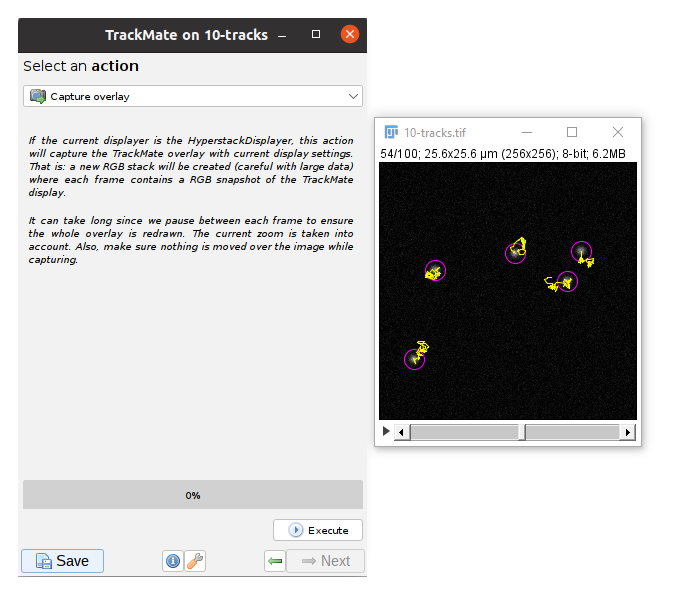 TrackMate on 10-tracks
Select an action
Capture overlay
If the current displayer is the HyperstackDisplayer, this action
will capture the TrackMate overlay with current display settings.
That is: a new RGB stack will be created (careful with large data)
where each frame contains a RGB snapshot of the TrackMate
display.
It can take long since we pause between each frame to ensure
the whole overlay is redrawn. The current zoom is taken into
account. Also, make sure nothing is moved over the image while
capturing.
0%
Execute
Save
Next
10-tracks.tif
54/100; 25.6x25.6 µm (256x256); 8-bit; 6.2MB